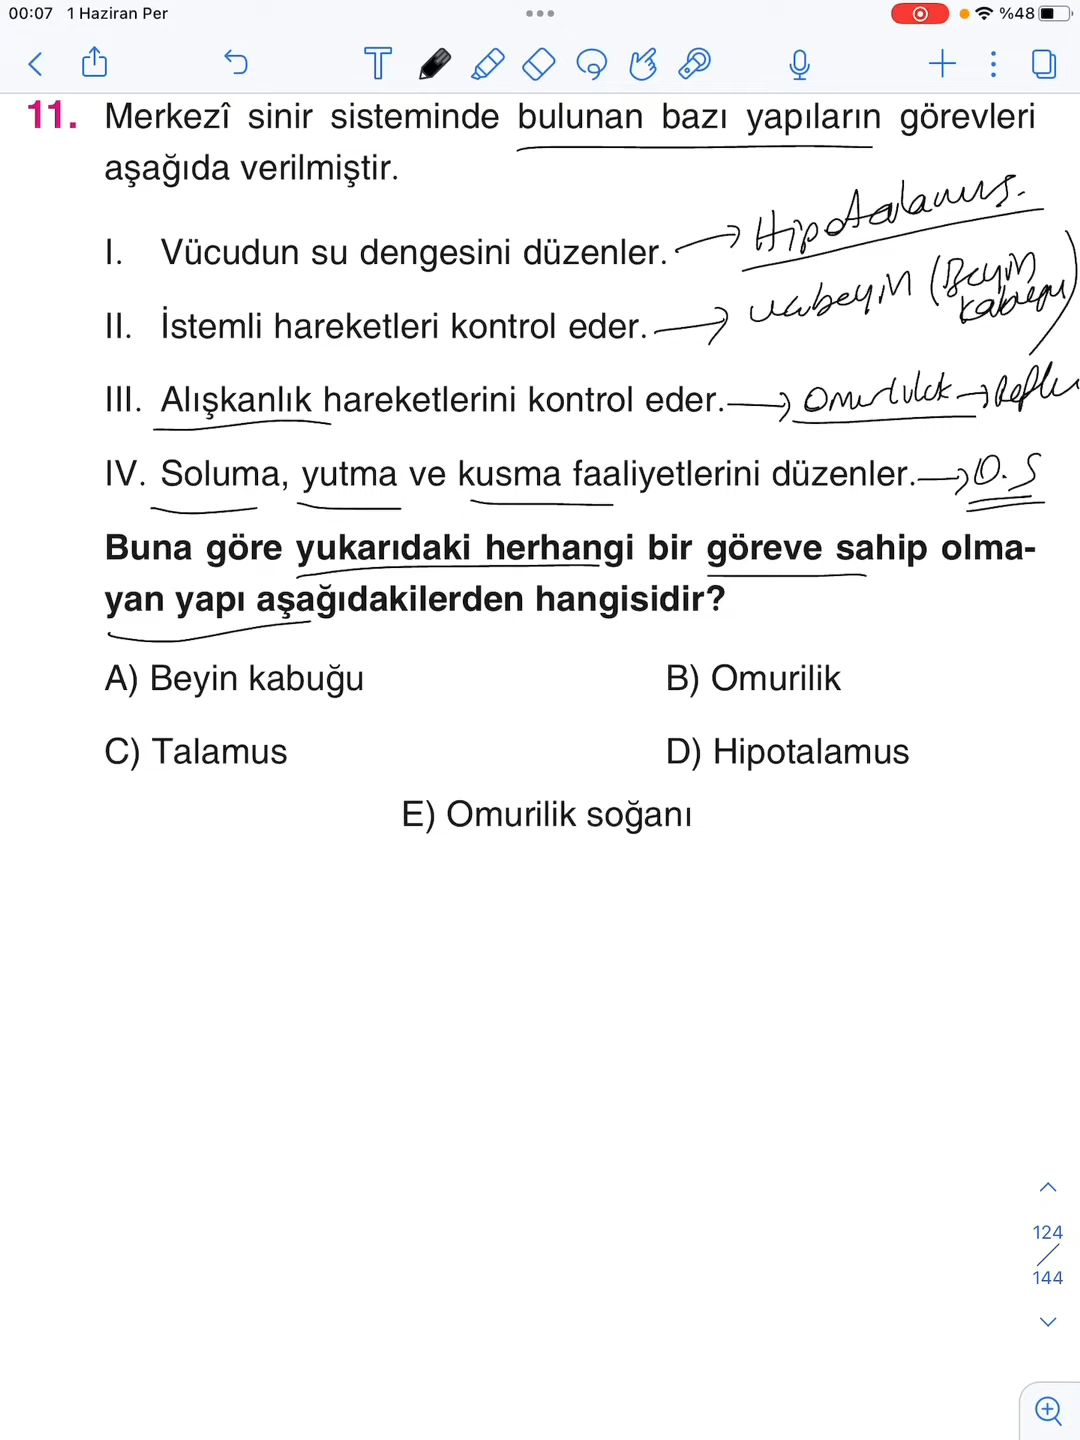 00:07 1 Haziran Per
%48
11. Merkezî sinir sisteminde bulunan bazı yapıların görevleri
aşağıda verilmiştir.
I. Vücudun su dengesini düzenler. → Hipotalamus.
II. İstemli hareketleri kontrol eder. → ucbeyin (Beyin
kabuğu)
III. Alışkanlık hareketlerini kontrol eder. → Omurilik → Refle
IV. Soluma, yutma ve kusma faaliyetlerini düzenler. → O.S
Buna göre yukarıdaki herhangi bir göreve sahip olma-
yan yapı aşağıdakilerden hangisidir?
A) Beyin kabuğu B) Omurilik
C) Talamus D) Hipotalamus
E) Omurilik soğanı
124
144